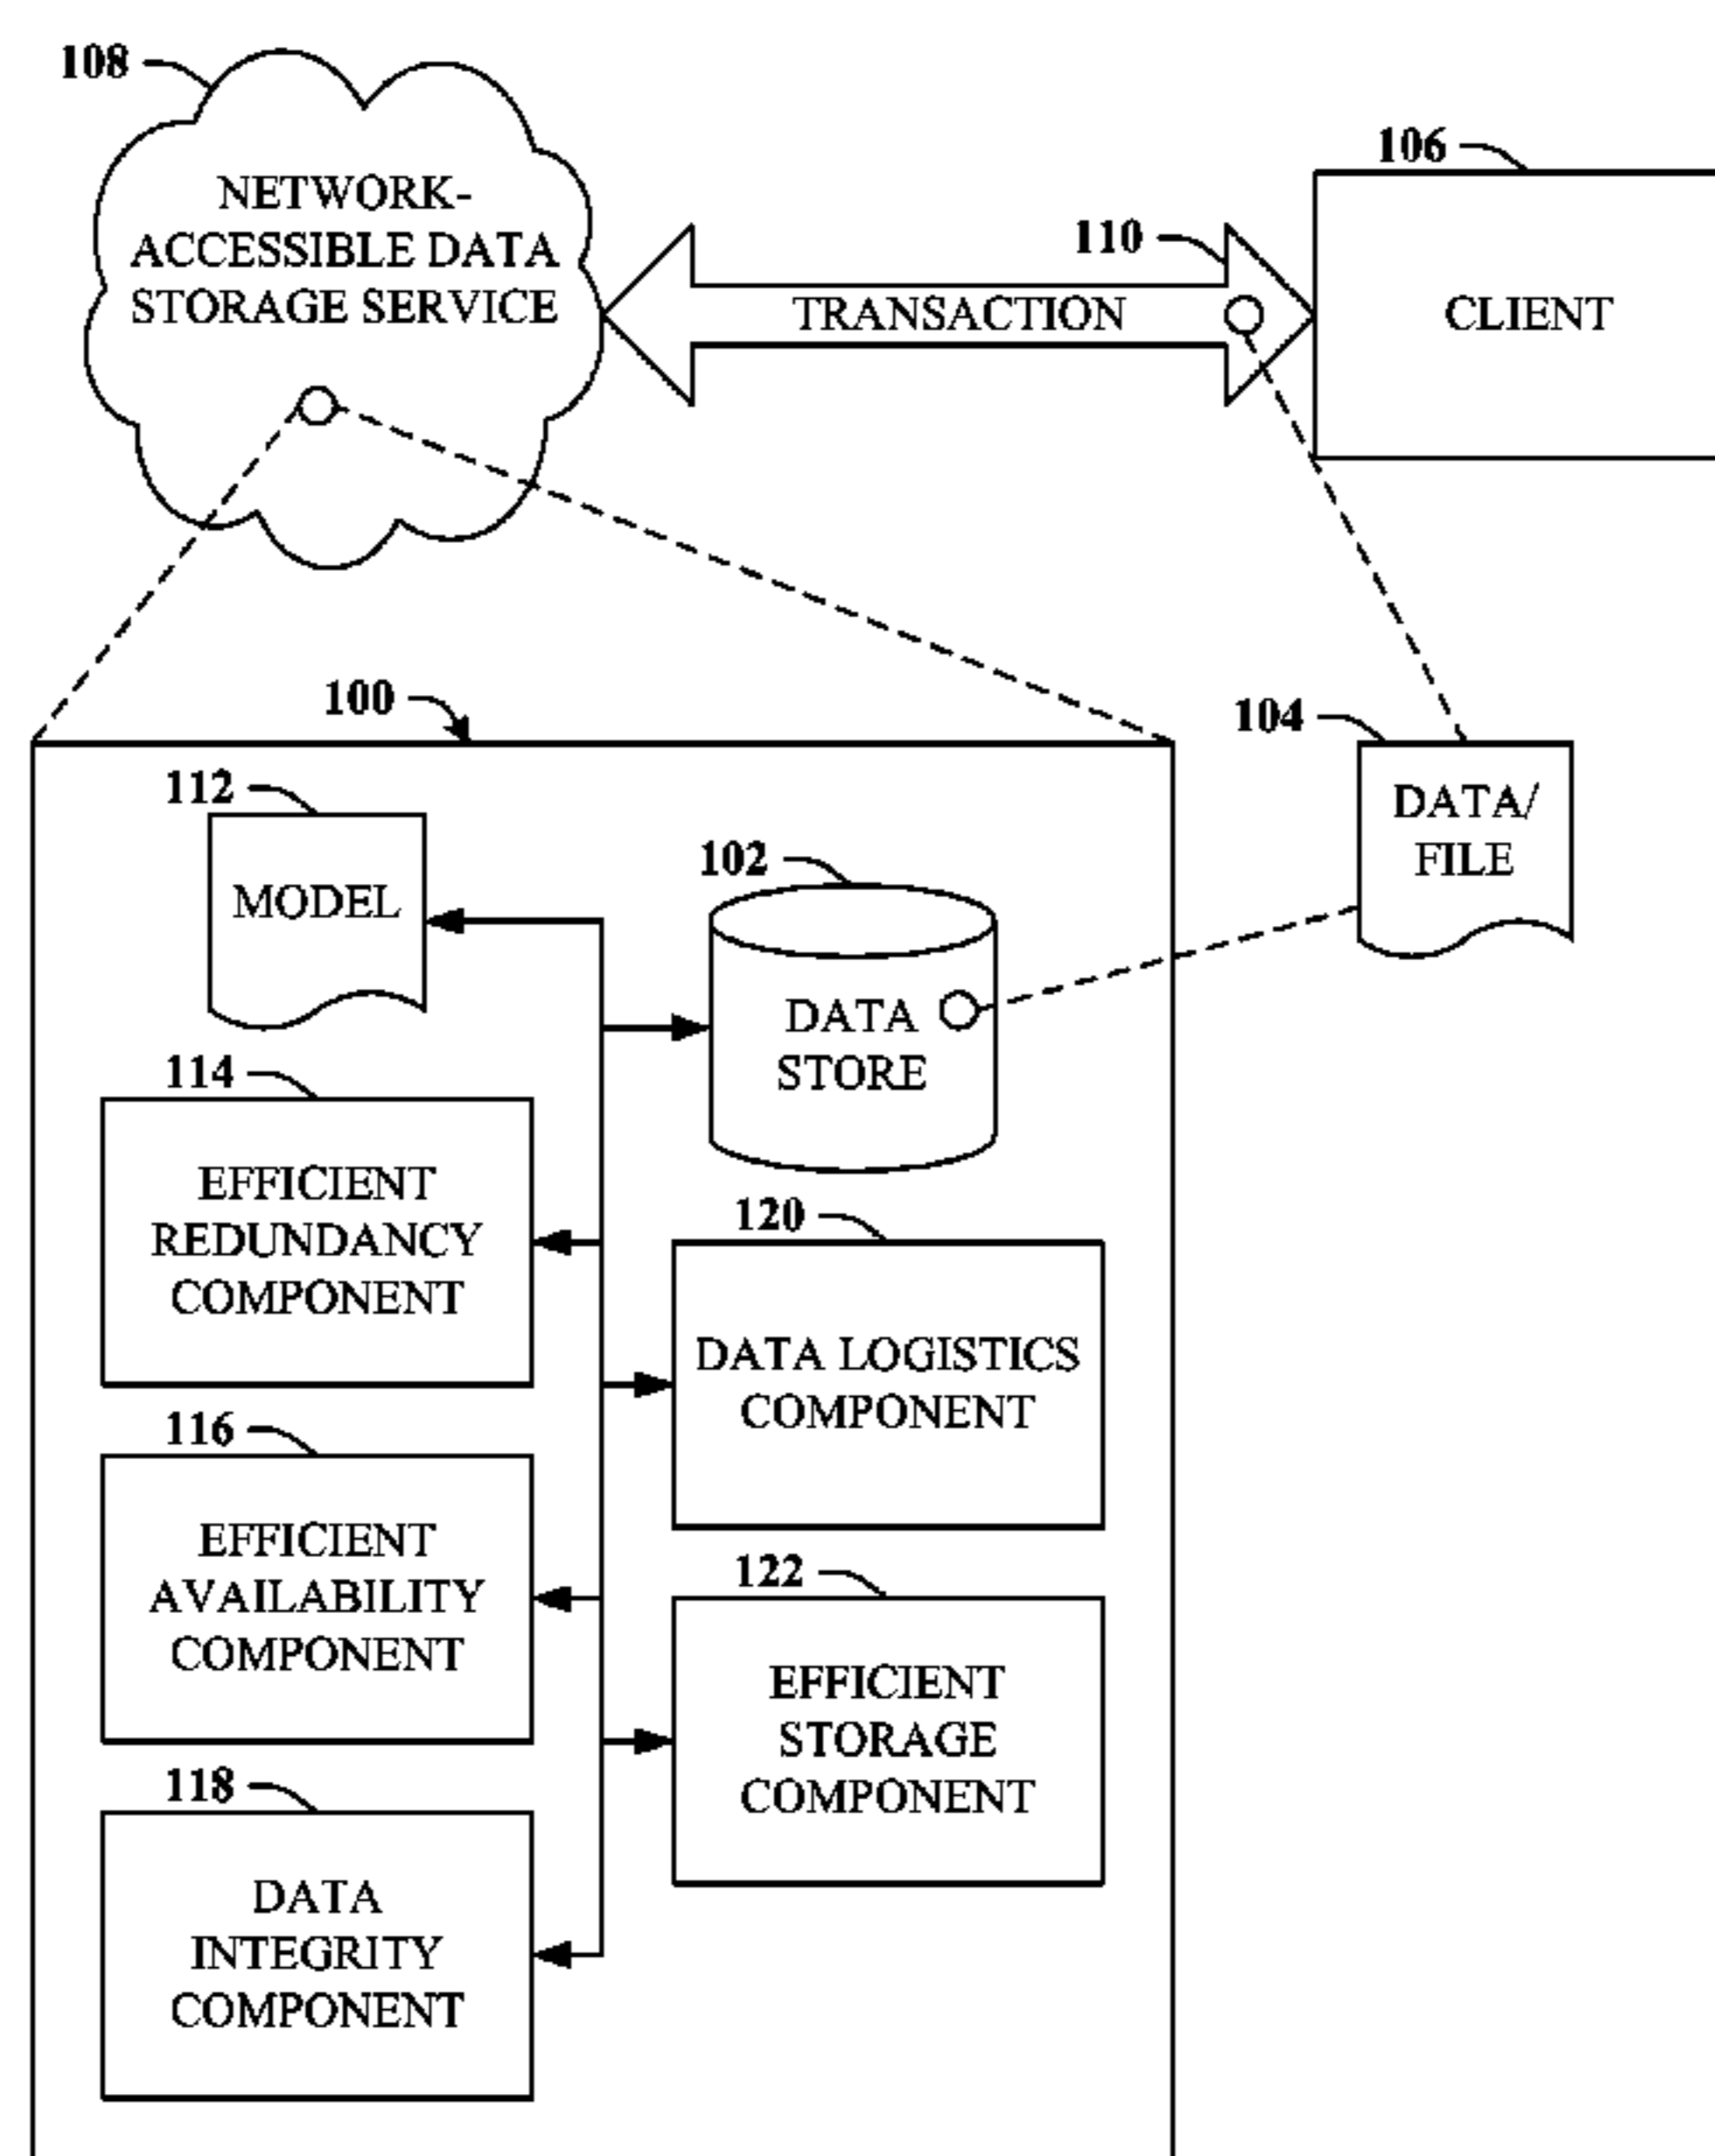 108
NETWORK-
ACCESSIBLE DATA
STORAGE SERVICE
110
TRANSACTION
106
CLIENT
100
104
DATA/
FILE
112
MODEL
102
DATA
STORE
114
EFFICIENT
REDUNDANCY
COMPONENT
120
DATA LOGISTICS
COMPONENT
116
EFFICIENT
AVAILABILITY
COMPONENT
122
EFFICIENT
STORAGE
COMPONENT
118
DATA
INTEGRITY
COMPONENT